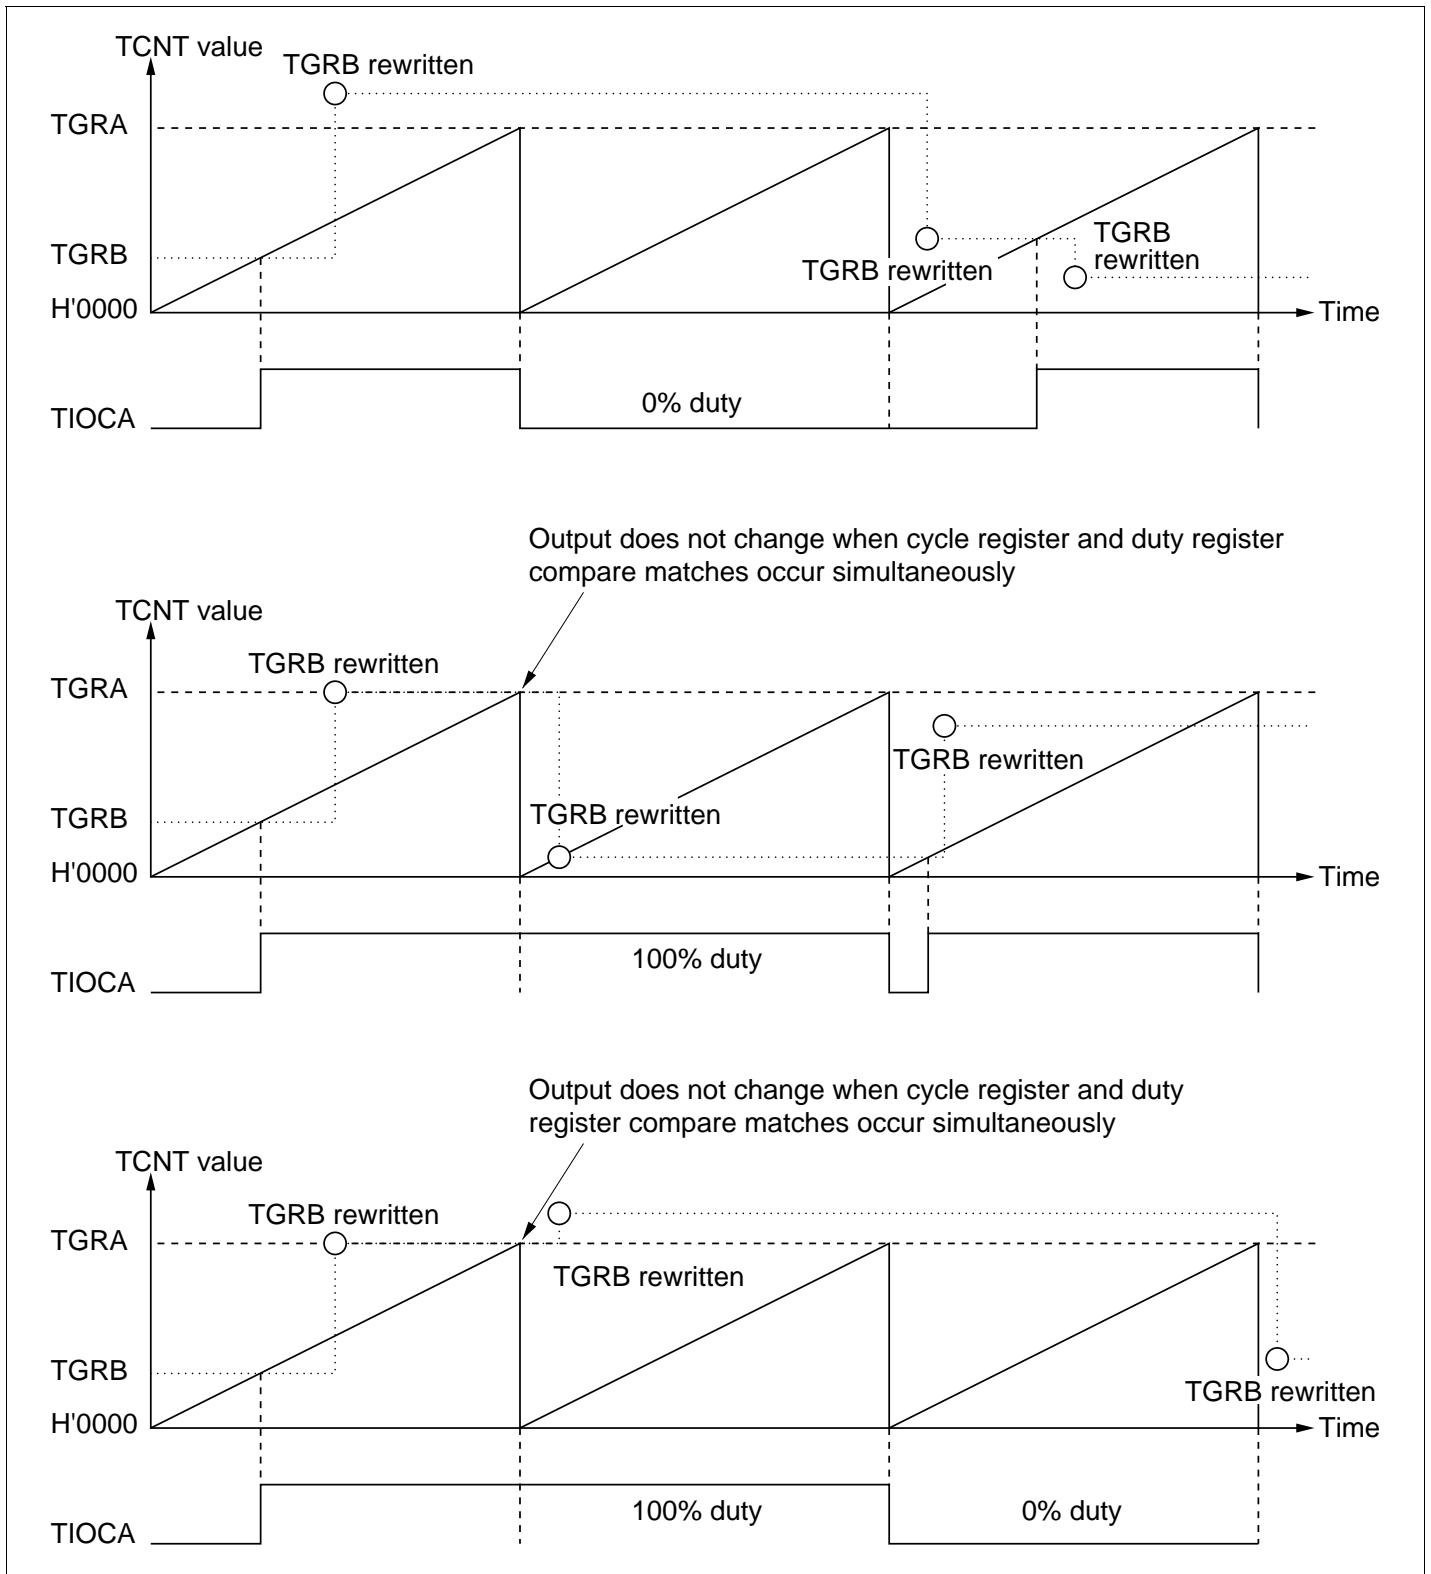 TCNT value
TGRB rewritten
TGRA
TGRB
TGRB
rewritten
TGRB rewritten
H'0000
Time
0% duty
TIOCA
Output does not change when cycle register and duty register
compare matches occur simultaneously
TCNT value
TGRB rewritten
TGRA
TGRB rewritten
TGRB rewritten
TGRB
H'0000
Time
100% duty
TIOCA
Output does not change when cycle register and duty
register compare matches occur simultaneously
TCNT value
TGRB rewritten
TGRA
TGRB rewritten
TGRB
TGRB rewritten
H'0000
Time
100% duty
0% duty
TIOCA